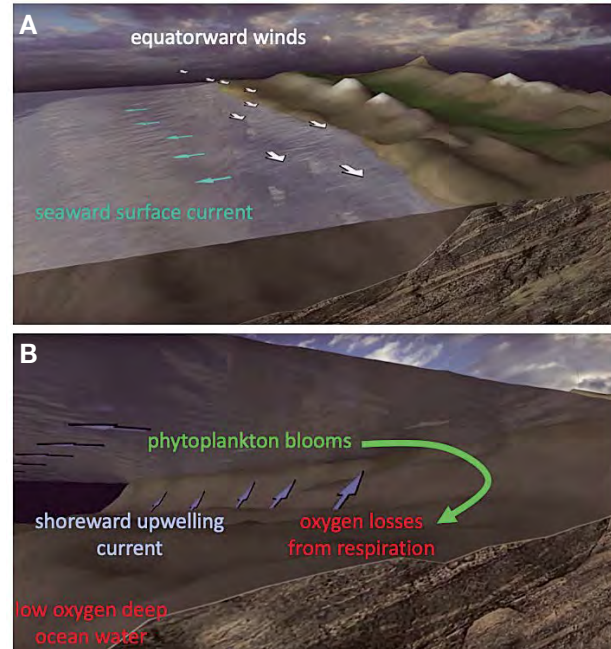 A
equatorward winds
seaward surface current
B
phytoplankton blooms
shoreward upwelling
current
oxygen losses
from respiration
low oxygen deep
ocean water